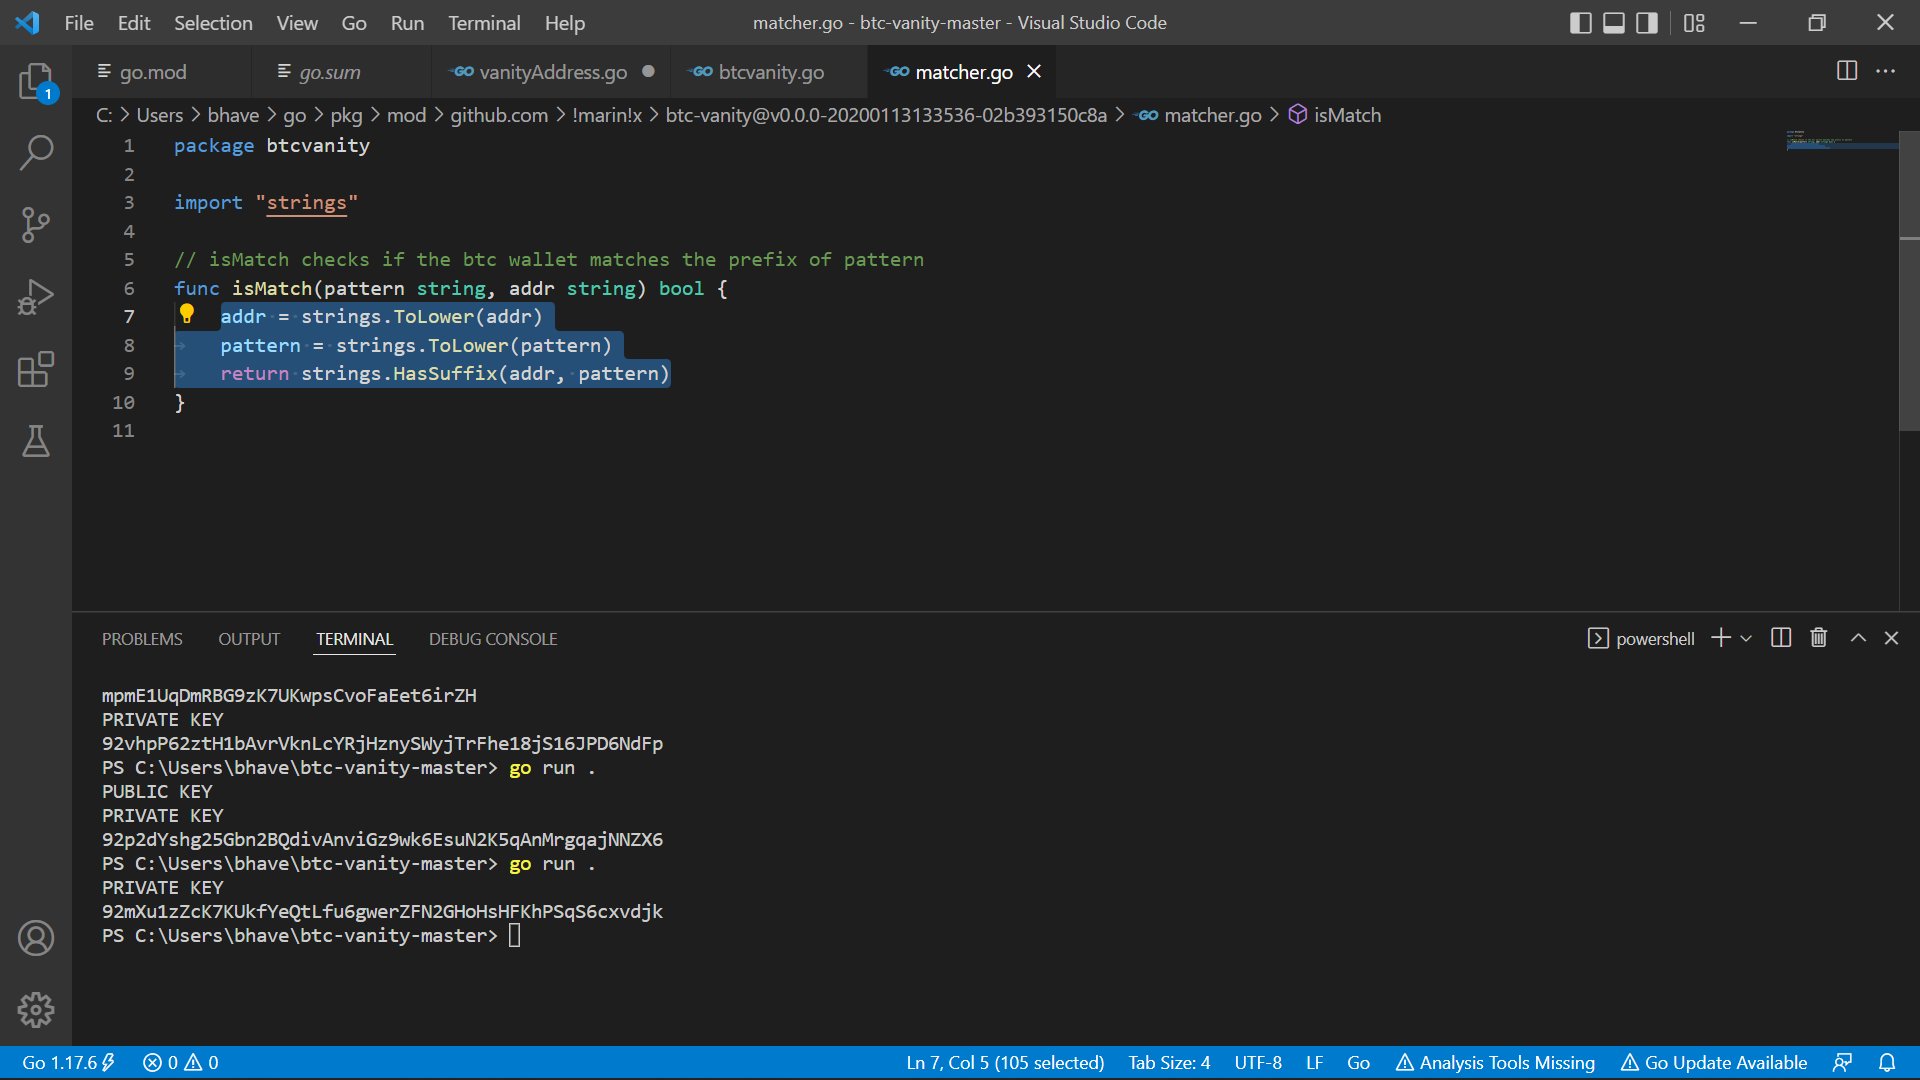 File Edit Selection View Go Run Terminal Help
matcher.go - btc-vanity-master - Visual Studio Code
1
go.mod
go.sum
GO vanityAddress.go
GO btcvanity.go
GO matcher.go
C: > Users > bhave > go > pkg > mod > github.com > !marin!x > btc-vanity@v0.0.0-20200113133536-02b393150c8a > GO matcher.go > isMatch
1 package btcvanity
2
3 import "strings"
4
5 // isMatch checks if the btc wallet matches the prefix of pattern
6 func isMatch(pattern string, addr string) bool {
7 addr = strings.ToLower(addr)
8 pattern = strings.ToLower(pattern)
9 return strings.HasSuffix(addr, pattern)
10 }
11
PROBLEMS OUTPUT TERMINAL DEBUG CONSOLE
powershell
mpmE1UqDmRBG9zK7UKwpsCvoFaEet6irZH
PRIVATE KEY
92vhpP62ztH1bAvrVknLcYRjHznySWyjTrFhe18jS16JPD6NdFp
PS C:\Users\bhave\btc-vanity-master> go run .
PUBLIC KEY
PRIVATE KEY
92p2dYshg25Gbn2BQdivAnviGz9wk6EsuN2K5qAnMrgqajNNZX6
PS C:\Users\bhave\btc-vanity-master> go run .
PRIVATE KEY
92mXu1zZcK7KUkfYeQtLfu6gwerZFN2GHoHsHFKhPSqS6cxvdjk
PS C:\Users\bhave\btc-vanity-master>
Go 1.17.6 0 0 Ln 7, Col 5 (105 selected) Tab Size: 4 UTF-8 LF Go Analysis Tools Missing Go Update Available